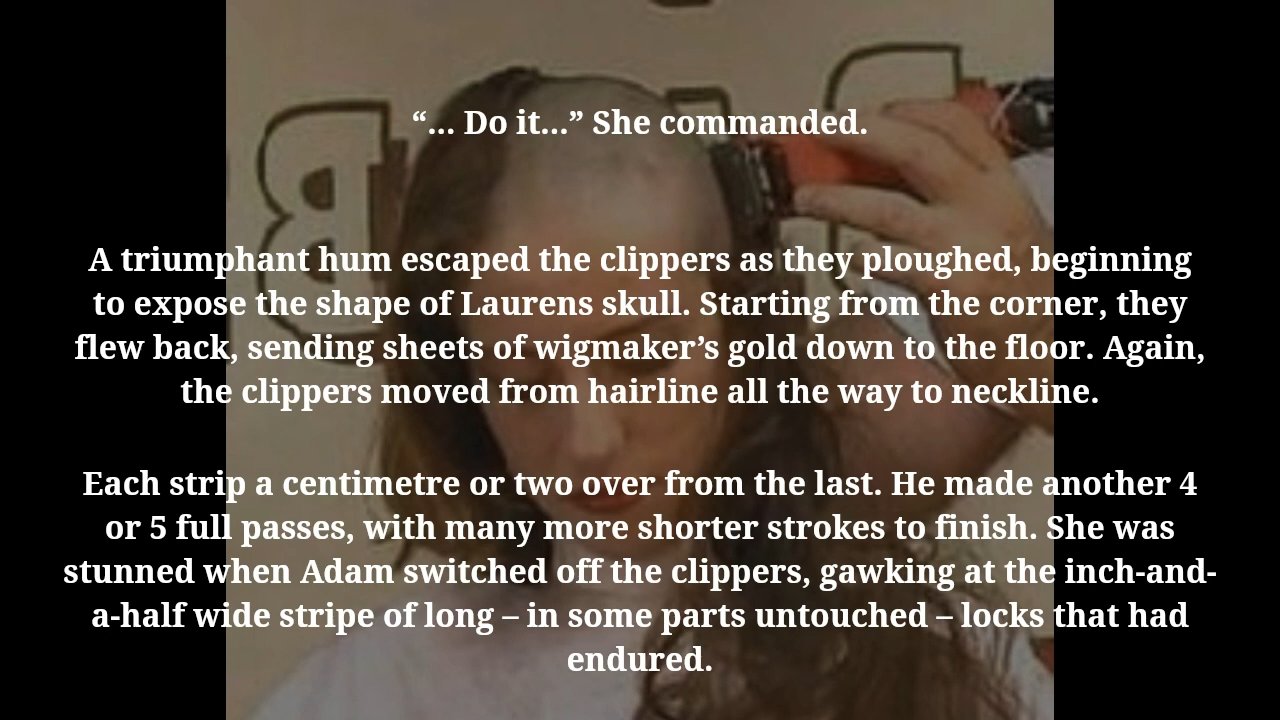 “... Do it...” She commanded.
A triumphant hum escaped the clippers as they ploughed, beginning
to expose the shape of Laurens skull. Starting from the corner, they
flew back, sending sheets of wigmaker’s gold down to the floor. Again,
the clippers moved from hairline all the way to neckline.
Each strip a centimetre or two over from the last. He made another 4
or 5 full passes, with many more shorter strokes to finish. She was
stunned when Adam switched off the clippers, gawking at the inch-and-
a-half wide stripe of long – in some parts untouched – locks that had
endured.